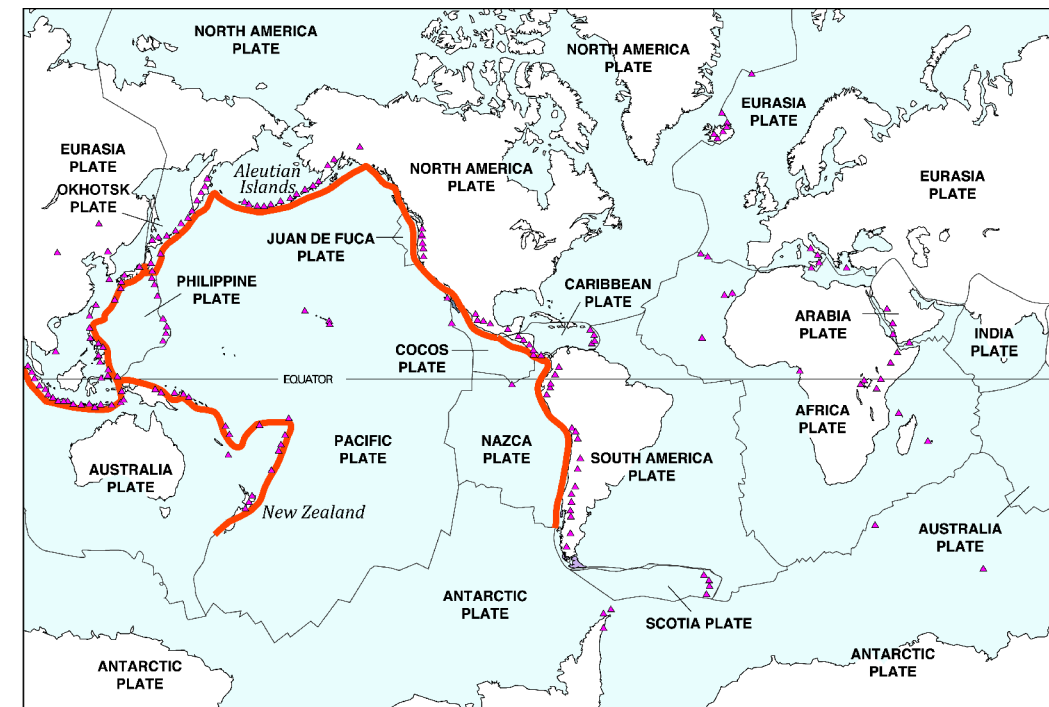 NORTH AMERICA
PLATE
NORTH AMERICA
PLATE
EURASIA
PLATE
EURASIA
PLATE
OKHOTSK
PLATE
Aleutian
Islands
NORTH AMERICA
PLATE
EURASIA
PLATE
JUAN DE FUCA
PLATE
PHILIPPINE
PLATE
CARIBBEAN
PLATE
ARABIA
PLATE
INDIA
PLATE
COCOS
PLATE
EQUATOR
AFRICA
PLATE
AUSTRALIA
PLATE
PACIFIC
PLATE
NAZCA
PLATE
SOUTH AMERICA
PLATE
New Zealand
AUSTRALIA
PLATE
ANTARCTIC
PLATE
SCOTIA PLATE
ANTARCTIC
PLATE
ANTARCTIC
PLATE